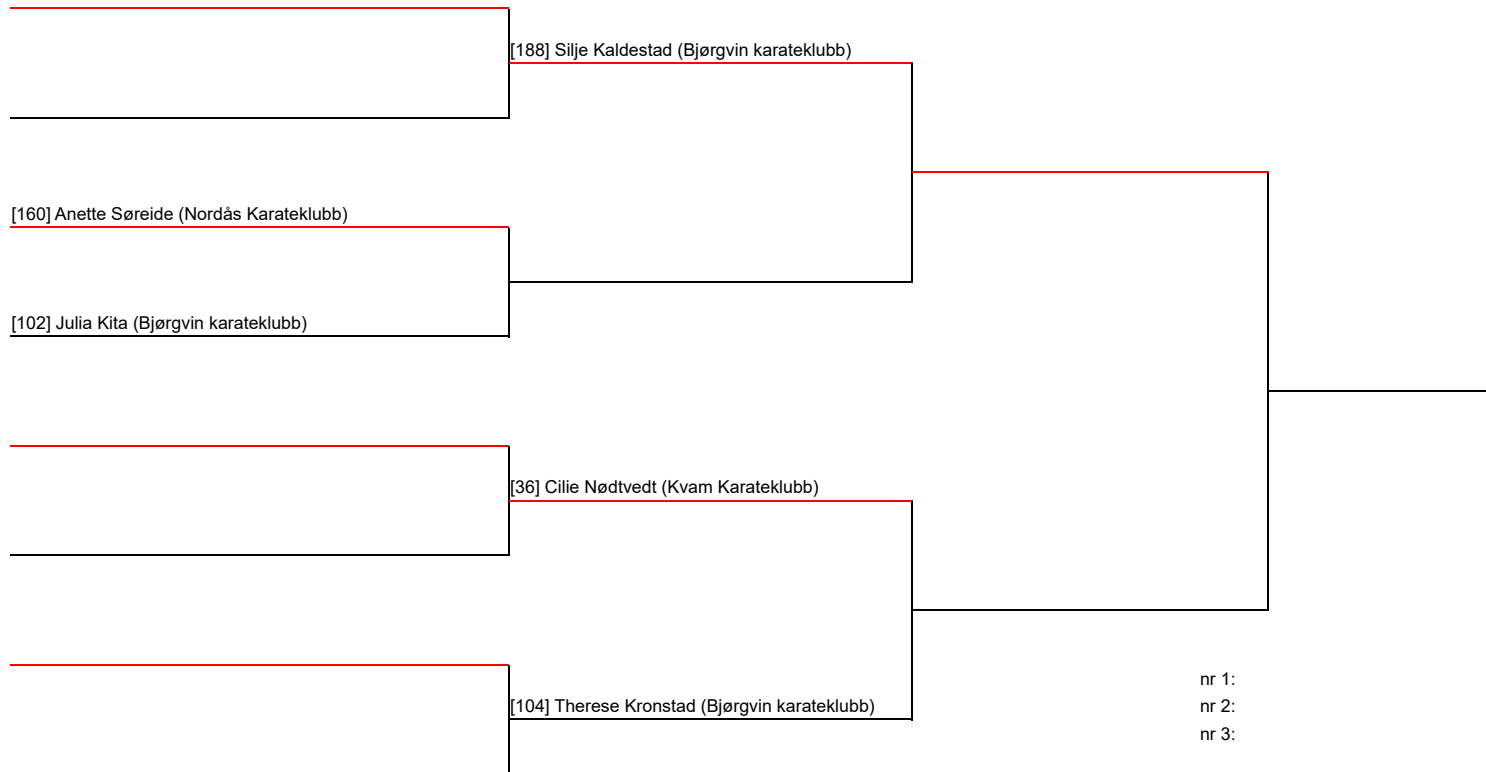 [188] Silje Kaldestad (Bjørgvin karateklubb)
[160] Anette Søreide (Nordås Karateklubb)
[102] Julia Kita (Bjørgvin karateklubb)
[36] Cilie Nødtvedt (Kvam Karateklubb)
[104] Therese Kronstad (Bjørgvin karateklubb)
nr 1:
nr 2:
nr 3: